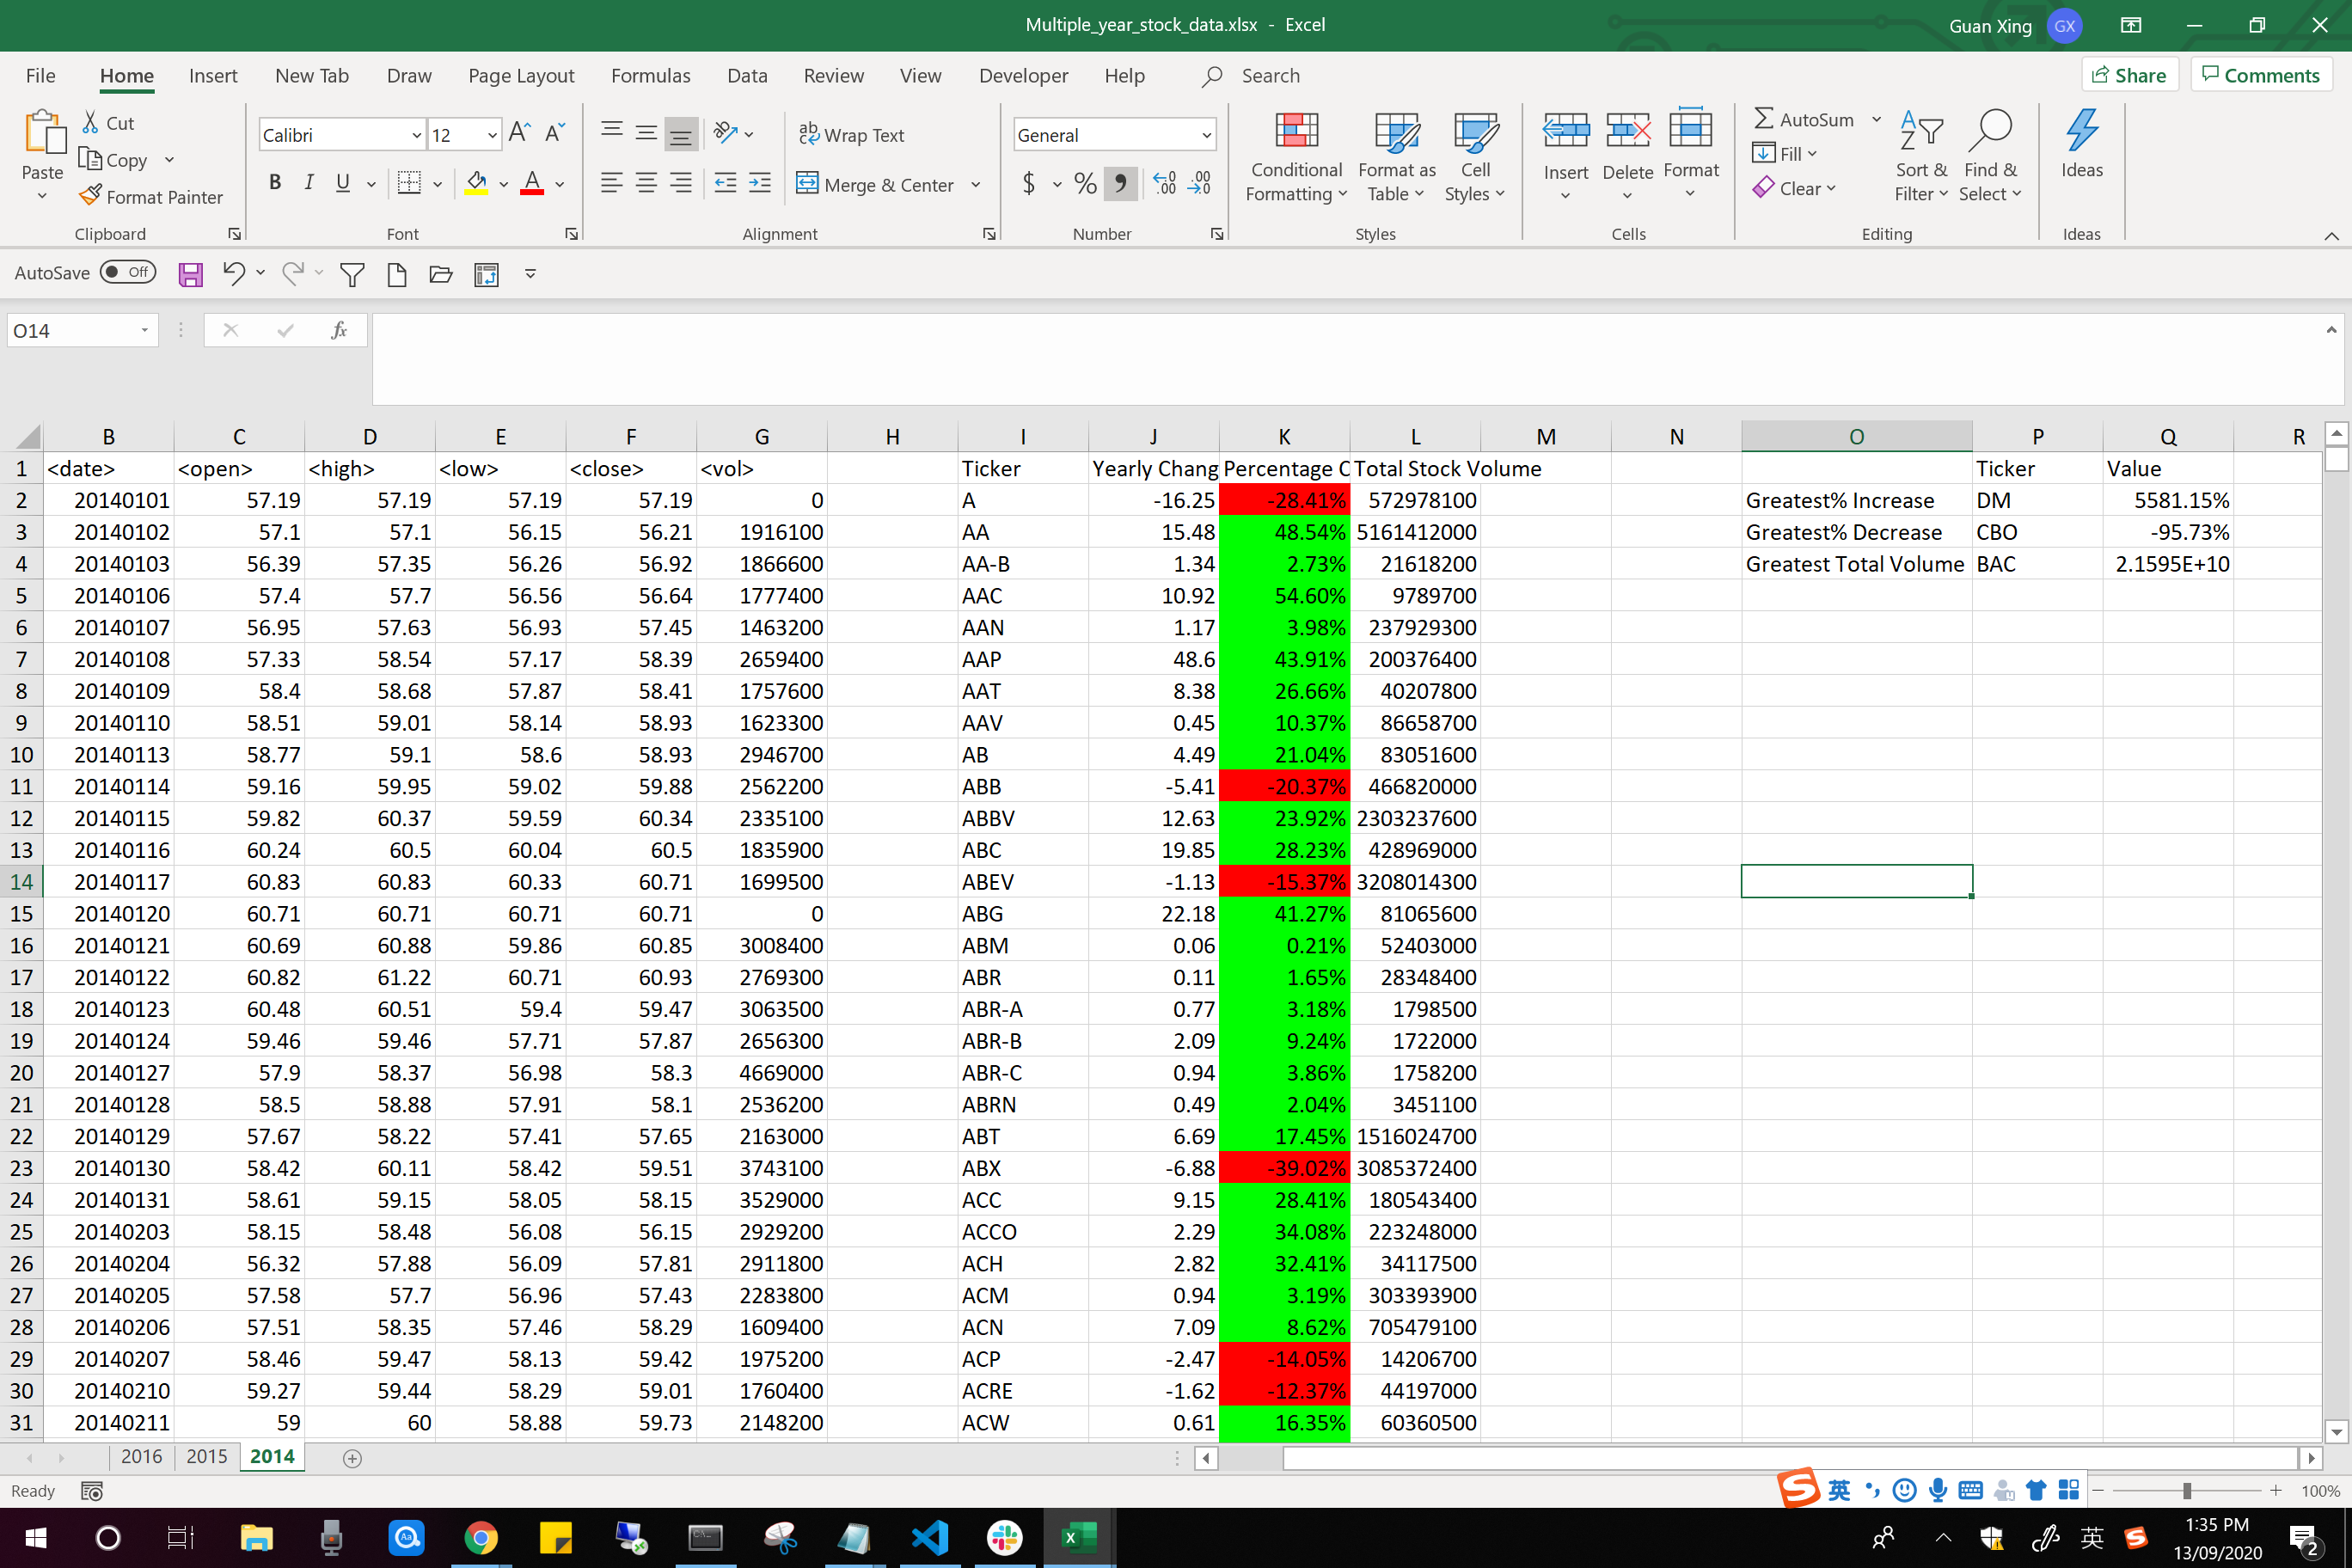 Multiple_year_stock_data.xlsx - Excel
Guan Xing GX
File Home Insert New Tab Draw Page Layout Formulas Data Review View Developer Help Search Share Comments
Paste Cut Copy Format Painter Clipboard
Calibri 12 B I U Font
Wrap Text Merge & Center Alignment
General $ % Number
Conditional Formatting Format as Table Cell Styles Styles
Insert Delete Format Cells
AutoSum Fill Clear Sort & Filter Find & Select Editing
Ideas Ideas
AutoSave Off
O14 fx
B C D E F G H I J K L M N O P Q R
1 <date> <open> <high> <low> <close> <vol> Ticker Yearly Chang Percentage C Total Stock Volume Ticker Value
2 20140101 57.19 57.19 57.19 57.19 0 A -16.25 -28.41% 572978100 Greatest% Increase DM 5581.15%
3 20140102 57.1 57.1 56.15 56.21 1916100 AA 15.48 48.54% 5161412000 Greatest% Decrease CBO -95.73%
4 20140103 56.39 57.35 56.26 56.92 1866600 AA-B 1.34 2.73% 21618200 Greatest Total Volume BAC 2.1595E+10
5 20140106 57.4 57.7 56.56 56.64 1777400 AAC 10.92 54.60% 9789700
6 20140107 56.95 57.63 56.93 57.45 1463200 AAN 1.17 3.98% 237929300
7 20140108 57.33 58.54 57.17 58.39 2659400 AAP 48.6 43.91% 200376400
8 20140109 58.4 58.68 57.87 58.41 1757600 AAT 8.38 26.66% 40207800
9 20140110 58.51 59.01 58.14 58.93 1623300 AAV 0.45 10.37% 86658700
10 20140113 58.77 59.1 58.6 58.93 2946700 AB 4.49 21.04% 83051600
11 20140114 59.16 59.95 59.02 59.88 2562200 ABB -5.41 -20.37% 466820000
12 20140115 59.82 60.37 59.59 60.34 2335100 ABBV 12.63 23.92% 2303237600
13 20140116 60.24 60.5 60.04 60.5 1835900 ABC 19.85 28.23% 428969000
14 20140117 60.83 60.83 60.33 60.71 1699500 ABEV -1.13 -15.37% 3208014300
15 20140120 60.71 60.71 60.71 60.71 0 ABG 22.18 41.27% 81065600
16 20140121 60.69 60.88 59.86 60.85 3008400 ABM 0.06 0.21% 52403000
17 20140122 60.82 61.22 60.71 60.93 2769300 ABR 0.11 1.65% 28348400
18 20140123 60.48 60.51 59.4 59.47 3063500 ABR-A 0.77 3.18% 1798500
19 20140124 59.46 59.46 57.71 57.87 2656300 ABR-B 2.09 9.24% 1722000
20 20140127 57.9 58.37 56.98 58.3 4669000 ABR-C 0.94 3.86% 1758200
21 20140128 58.5 58.88 57.91 58.1 2536200 ABRN 0.49 2.04% 3451100
22 20140129 57.67 58.22 57.41 57.65 2163000 ABT 6.69 17.45% 1516024700
23 20140130 58.42 60.11 58.42 59.51 3743100 ABX -6.88 -39.02% 3085372400
24 20140131 58.61 59.15 58.05 58.15 3529000 ACC 9.15 28.41% 180543400
25 20140203 58.15 58.48 56.08 56.15 2929200 ACCO 2.29 34.08% 223248000
26 20140204 56.32 57.88 56.09 57.81 2911800 ACH 2.82 32.41% 34117500
27 20140205 57.58 57.7 56.96 57.43 2283800 ACM 0.94 3.19% 303393900
28 20140206 57.51 58.35 57.46 58.29 1609400 ACN 7.09 8.62% 705479100
29 20140207 58.46 59.47 58.13 59.42 1975200 ACP -2.47 -14.05% 14206700
30 20140210 59.27 59.44 58.29 59.01 1760400 ACRE -1.62 -12.37% 44197000
31 20140211 59 60 58.88 59.73 2148200 ACW 0.61 16.35% 60360500
2016 2015 2014
Ready 英 100%
英 1:35 PM
13/09/2020 2